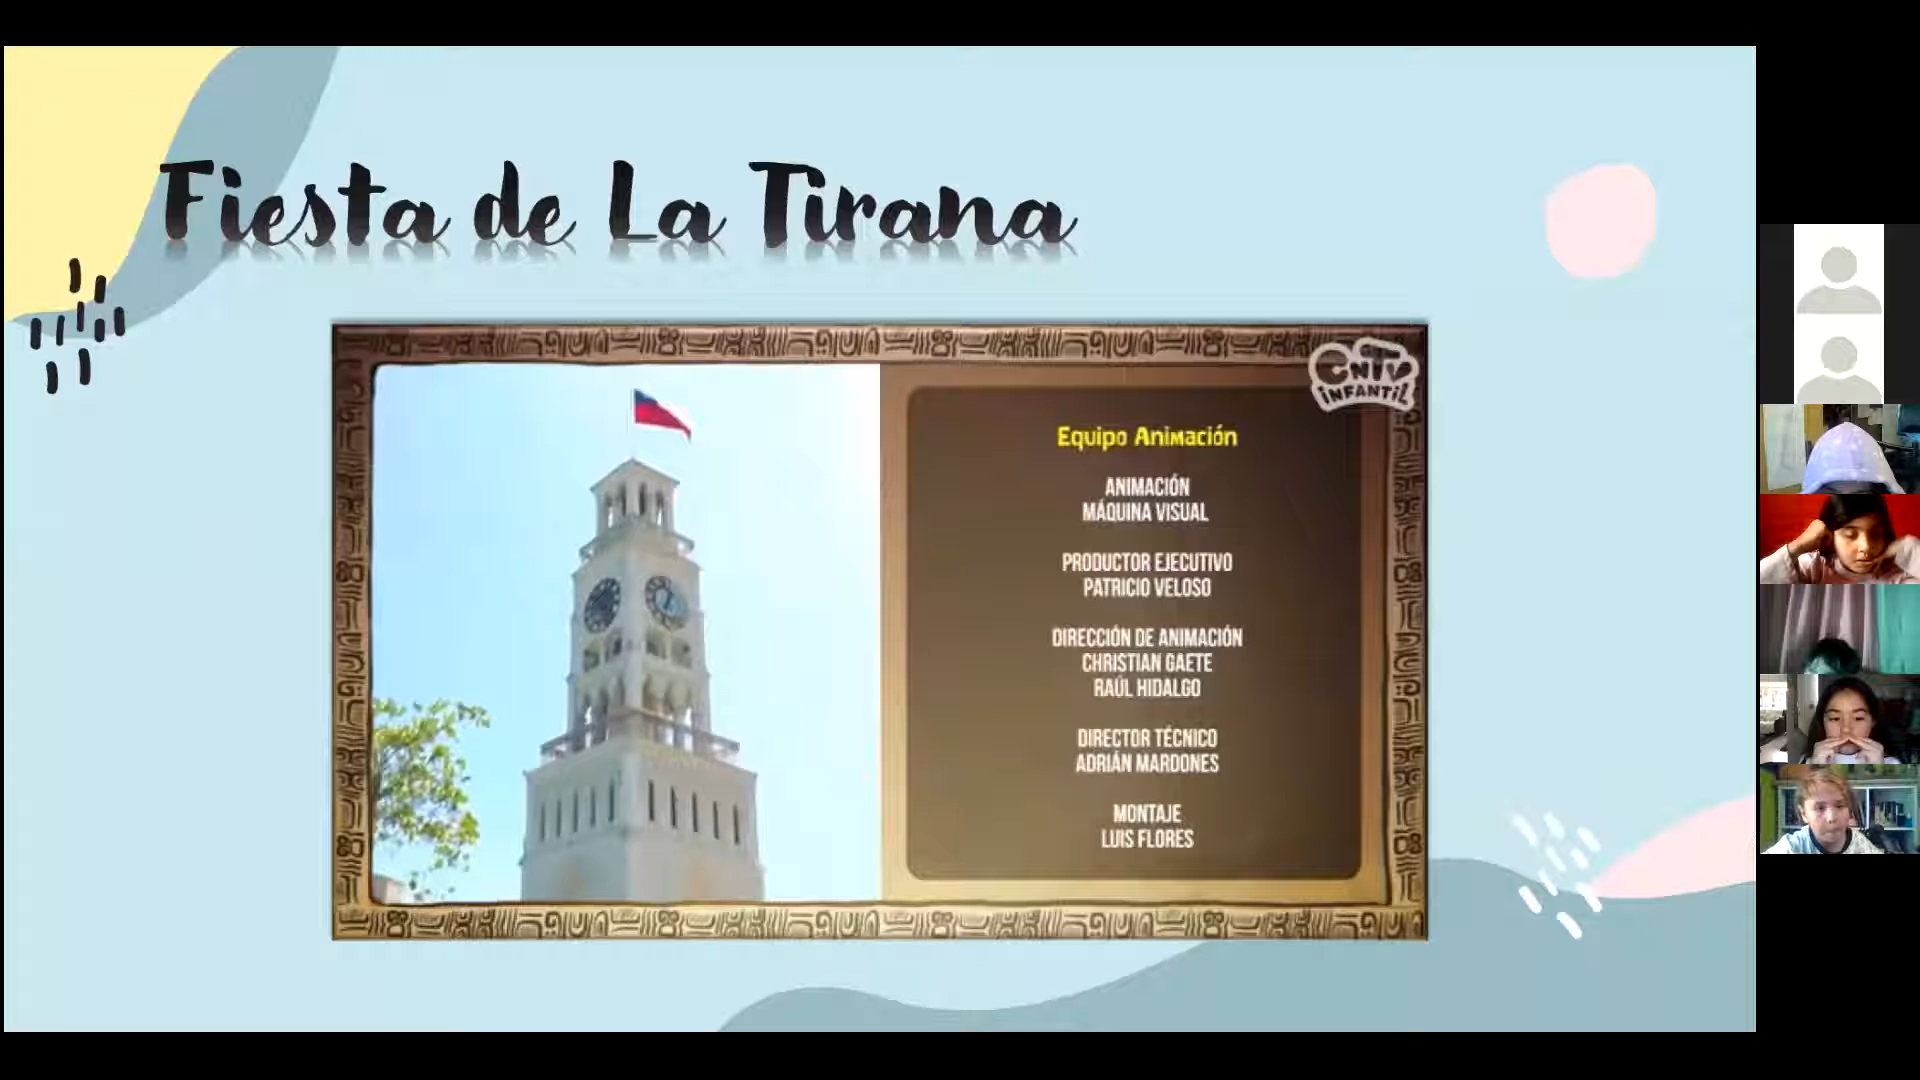 Fiesta de La Tirana
CNTV
INFANTIL
Equipo Animación
ANIMACIÓN
MÁQUINA VISUAL
PRODUCTOR EJECUTIVO
PATRICIO VELOSO
DIRECCIÓN DE ANIMACIÓN
CHRISTIAN GAETE
RAÚL HIDALGO
DIRECTOR TÉCNICO
ADRIÁN MARDONES
MONTAJE
LUIS FLORES